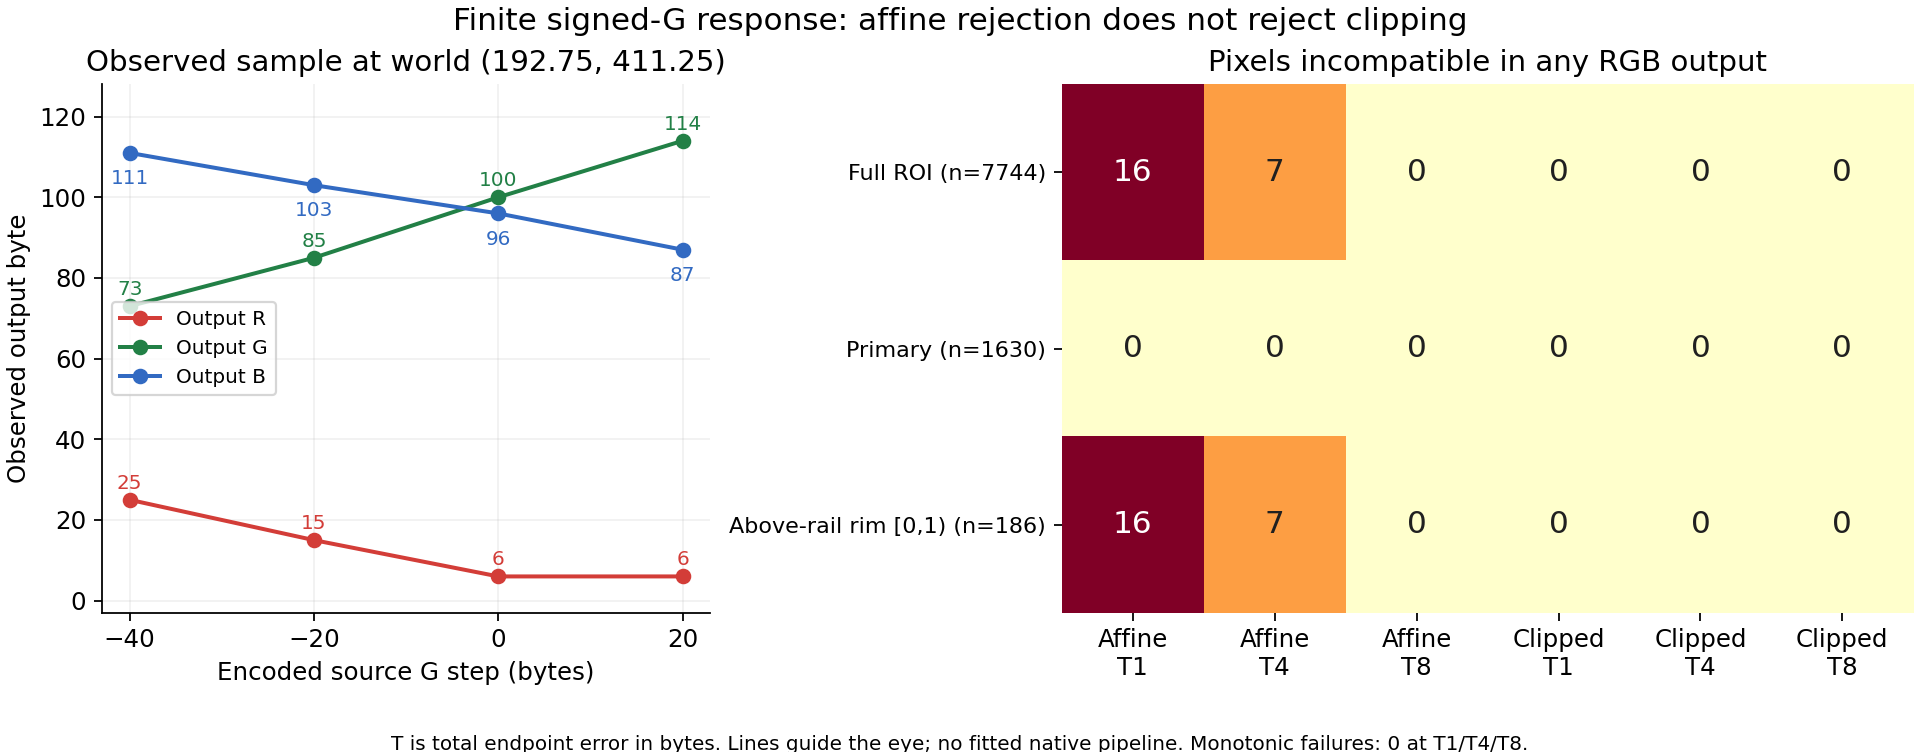 Finite signed-G response: affine rejection does not reject clipping
Observed sample at world (192.75, 411.25)
Observed output byte
120
100
80
60
40
20
0
111
103
96
87
73
85
100
114
25
15
6
6
Output R
Output G
Output B
−40
−20
0
20
Encoded source G step (bytes)
Pixels incompatible in any RGB output
Full ROI (n=7744)
16
7
0
0
0
0
Primary (n=1630)
0
0
0
0
0
0
Above-rail rim [0,1) (n=186)
16
7
0
0
0
0
Affine
T1
Affine
T4
Affine
T8
Clipped
T1
Clipped
T4
Clipped
T8
T is total endpoint error in bytes. Lines guide the eye; no fitted native pipeline. Monotonic failures: 0 at T1/T4/T8.